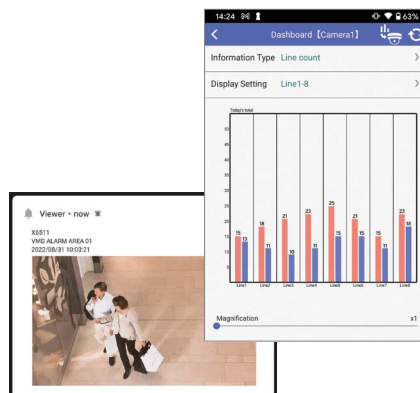 14:24
63%
Dashboard【Camera1】
Information Type Line count
Display Setting Line1-8
Today's total
50
45
40
35
30
25
20
15
10
5
15 13
18 11
21 10
23 11
25 15
21 15
15 11
23 18
Line1 Line2 Line3 Line4 Line5 Line6 Line7 Line8
Magnification x1
Viewer • now
X6511
VMD ALARM AREA 01
2022/08/31 10:03:21